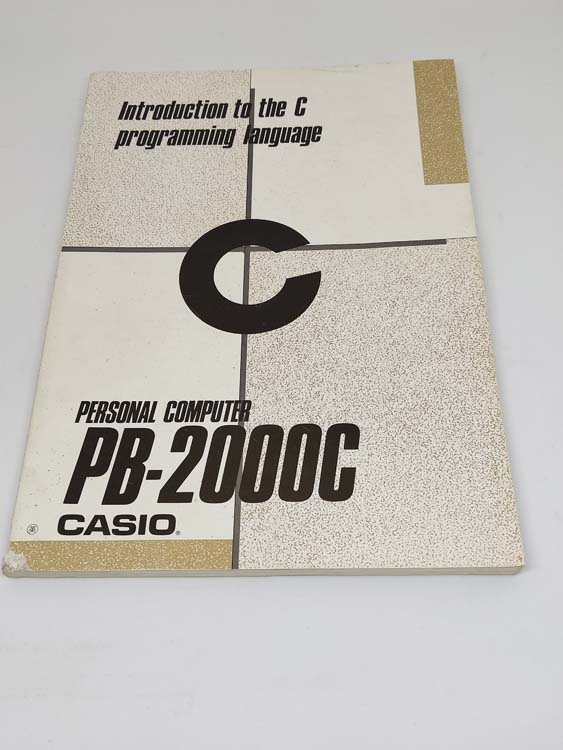 Introduction to the C
programming language
C
PERSONAL COMPUTER
PB-2000C
CASIO®